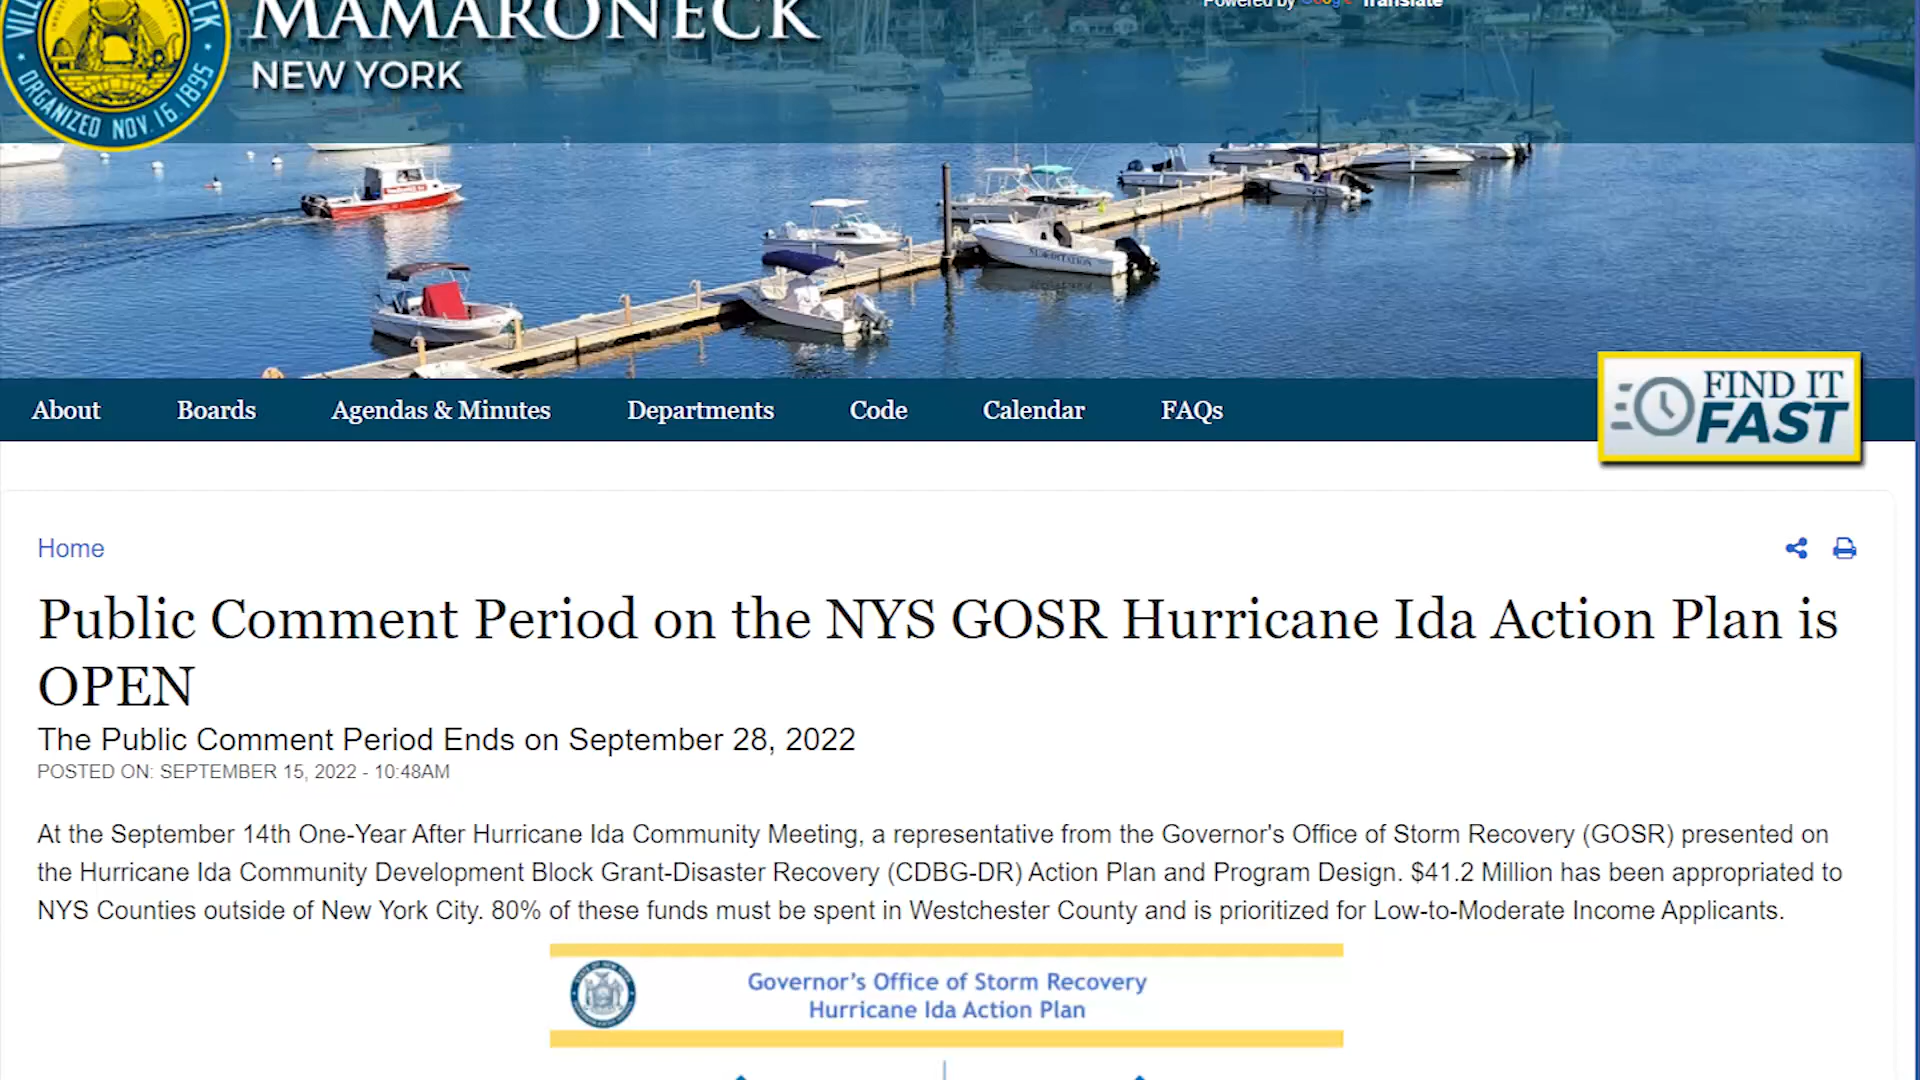 MAMARONECK
NEW YORK
ORGANIZED NOV. 16. 1895
Powered by Google Translate
About Boards Agendas & Minutes Departments Code Calendar FAQs
FIND IT
FAST
Home
Public Comment Period on the NYS GOSR Hurricane Ida Action Plan is
OPEN
The Public Comment Period Ends on September 28, 2022
POSTED ON: SEPTEMBER 15, 2022 - 10:48AM
At the September 14th One-Year After Hurricane Ida Community Meeting, a representative from the Governor's Office of Storm Recovery (GOSR) presented on
the Hurricane Ida Community Development Block Grant-Disaster Recovery (CDBG-DR) Action Plan and Program Design. $41.2 Million has been appropriated to
NYS Counties outside of New York City. 80% of these funds must be spent in Westchester County and is prioritized for Low-to-Moderate Income Applicants.
Governor's Office of Storm Recovery
Hurricane Ida Action Plan